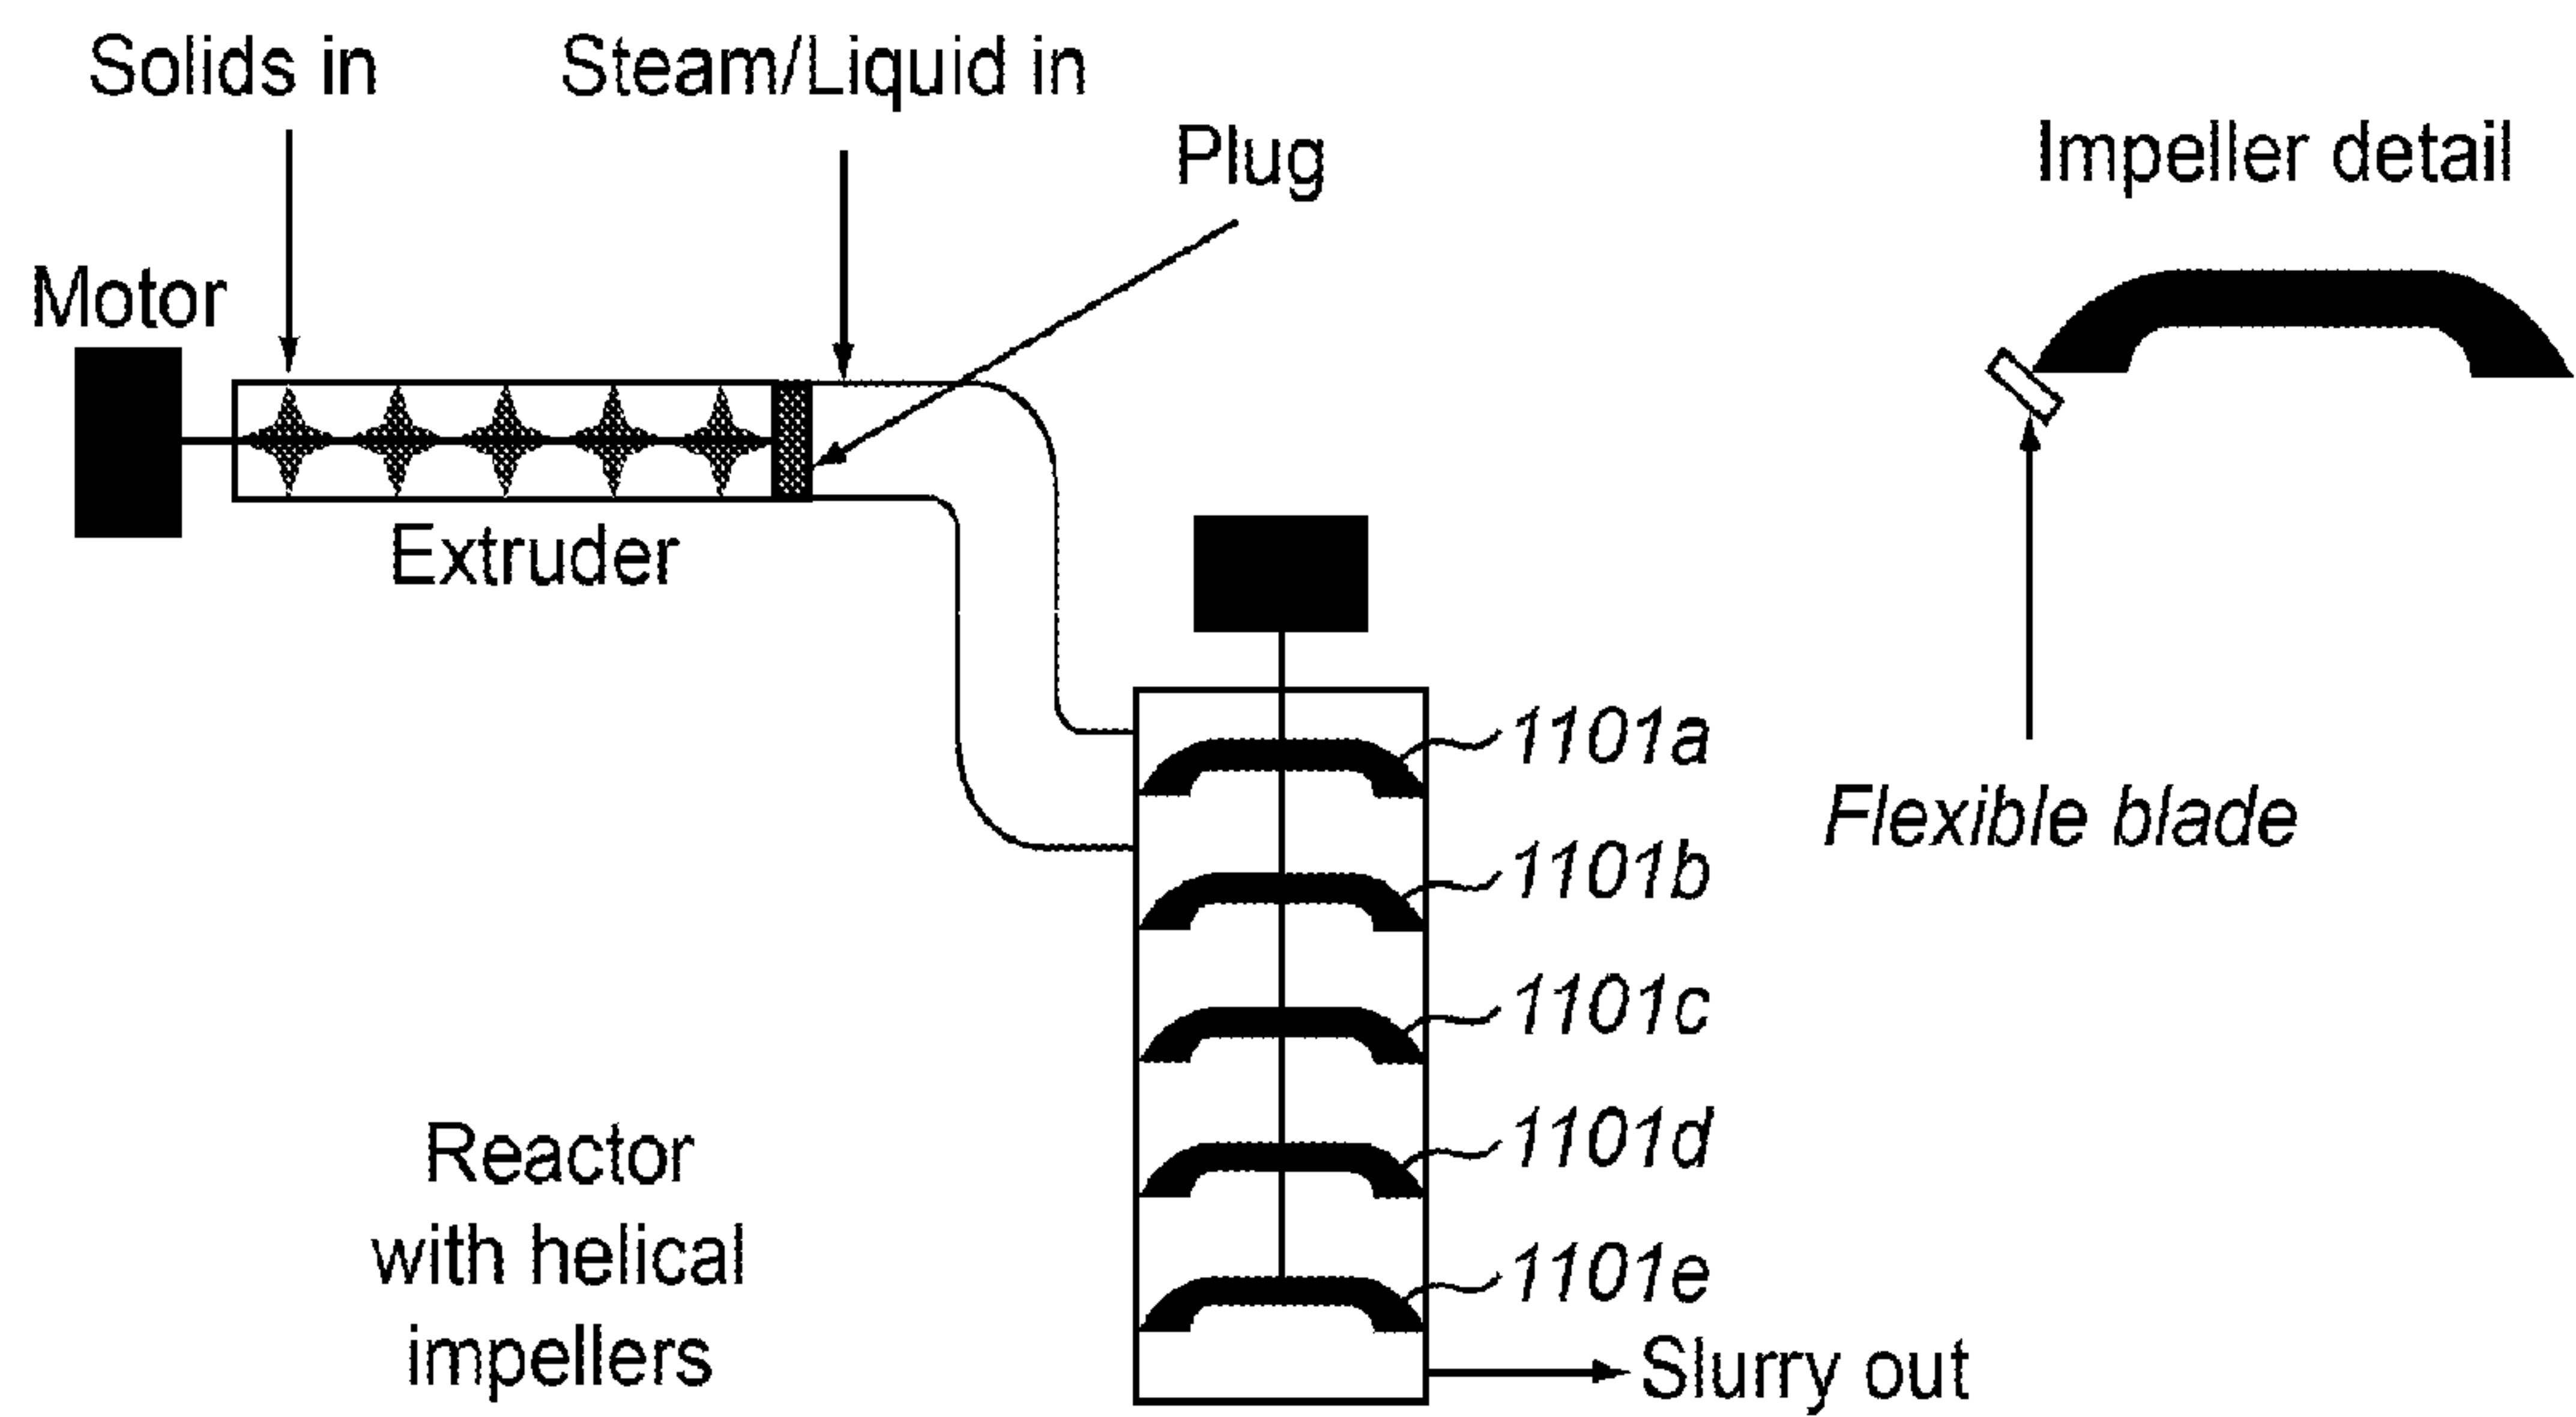 Solids in
Steam/Liquid in
Plug
Impeller detail
Motor
Extruder
1101a
Flexible blade
1101b
1101c
Reactor
with helical
impellers
1101d
1101e
Slurry out